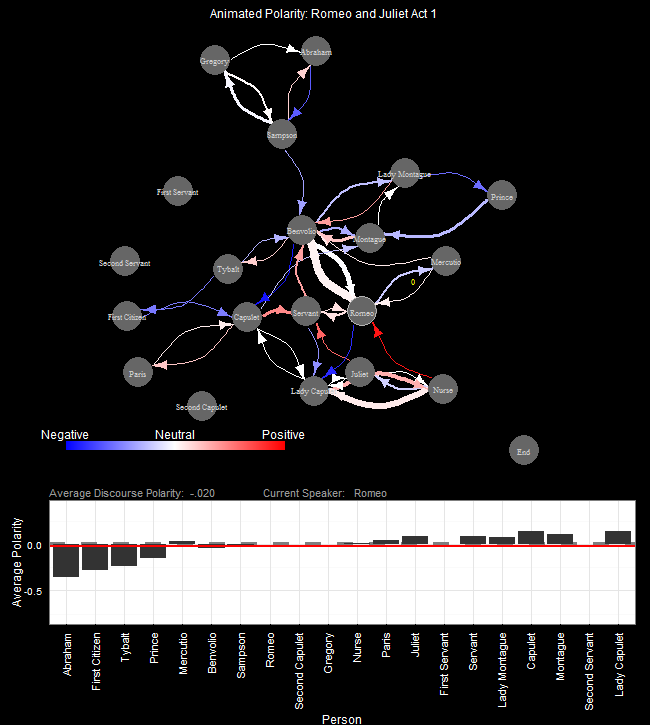 Animated Polarity: Romeo and Juliet Act 1
Abraham
Gregory
Sampson
Lady Montague
First Servant
Prince
Benvolio
Montague
Second Servant
Tybalt
Mercutio
0
First Citizen
Capulet
Servant
Romeo
Paris
Juliet
Lady Capulet
Nurse
Second Capulet
Negative Neutral Positive
End
Average Discourse Polarity: -.020 Current Speaker: Romeo
Average Polarity
0.0
-0.5
Abraham
First Citizen
Tybalt
Prince
Mercutio
Benvolio
Sampson
Romeo
Second Capulet
Gregory
Nurse
Paris
Juliet
First Servant
Servant
Lady Montague
Capulet
Montague
Second Servant
Lady Capulet
Person